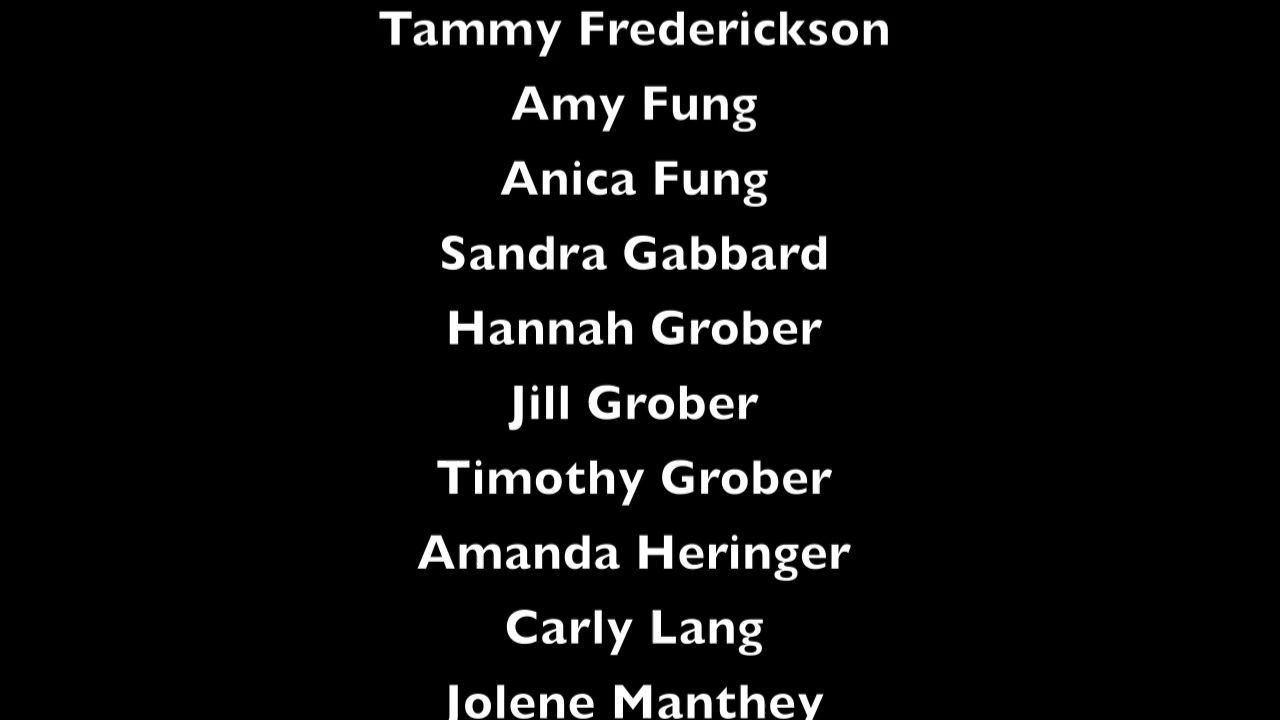 Tammy Frederickson
Amy Fung
Anica Fung
Sandra Gabbard
Hannah Grober
Jill Grober
Timothy Grober
Amanda Heringer
Carly Lang
Jolene Manthey